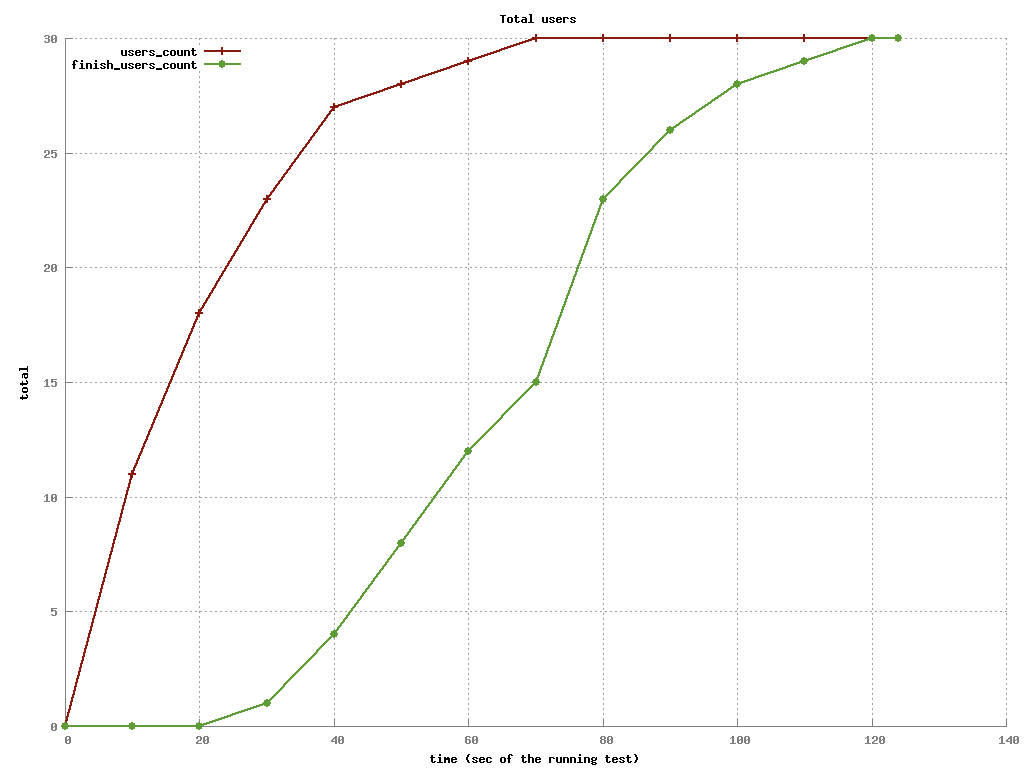 Total users
users_count
finish_users_count
30
25
20
15
10
5
0
total
0 20 40 60 80 100 120 140
time (sec of the running test)